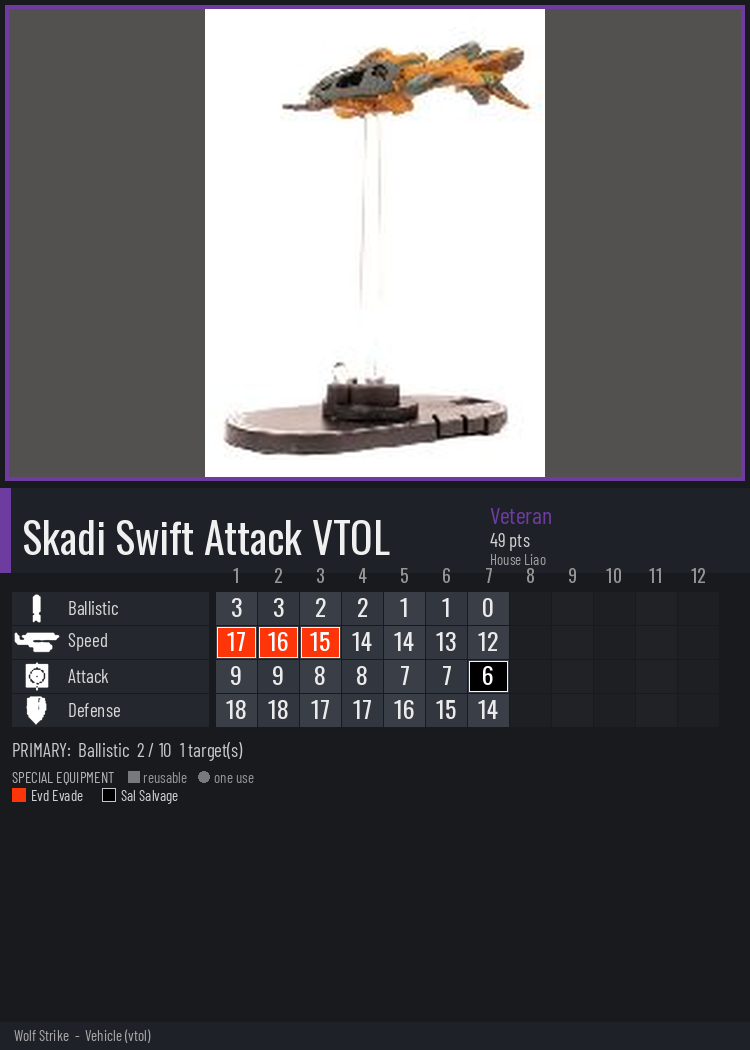 Skadi Swift Attack VTOL
Veteran
49 pts
House Liao
1 2 3 4 5 6 7 8 9 10 11 12
Ballistic 3 3 2 2 1 1 0
Speed 17 16 15 14 14 13 12
Attack 9 9 8 8 7 7 6
Defense 18 18 17 17 16 15 14
PRIMARY: Ballistic 2 / 10 1 target(s)
SPECIAL EQUIPMENT reusable one use
Evd Evade Sal Salvage
Wolf Strike - Vehicle (vtol)